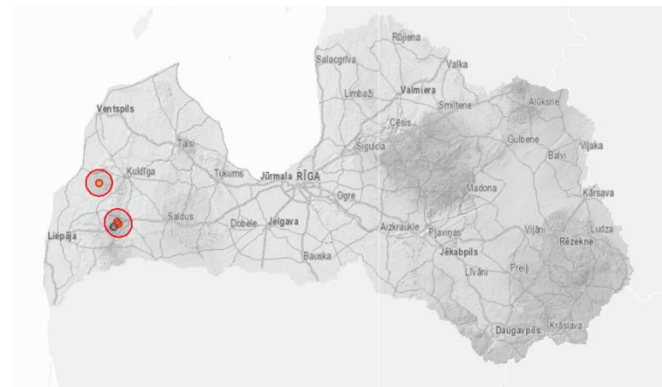 Rūjiena
Salacgrīva
Valka
Ventspils
Limbaži
Valmiera
Smiltene
Alūksne
Cēsis
Talsi
Gulbene
Viļaka
Sigulda
Balvi
Kuldīga
Tukums
Jūrmala RĪGA
Ogre
Madona
Kārsava
Saldus
Dobele
Jelgava
Aizkraukle
Pļaviņas
Viļāni
Ludza
Liepāja
Rēzekne
Jēkabpils
Bauska
Līvāni
Preiļi
Daugavpils
Krāslava